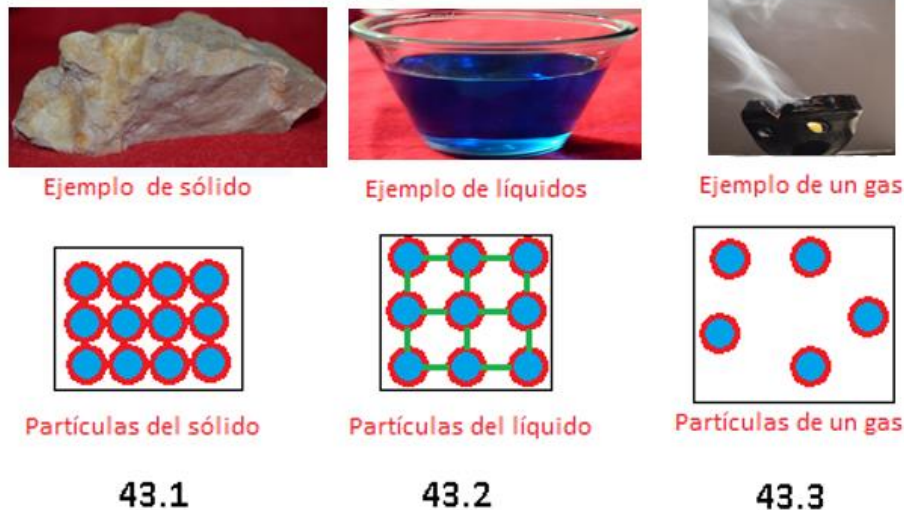 Ejemplo de sólido
Ejemplo de líquidos
Ejemplo de un gas
Partículas del sólido
Partículas del líquido
Partículas de un gas
43.1
43.2
43.3